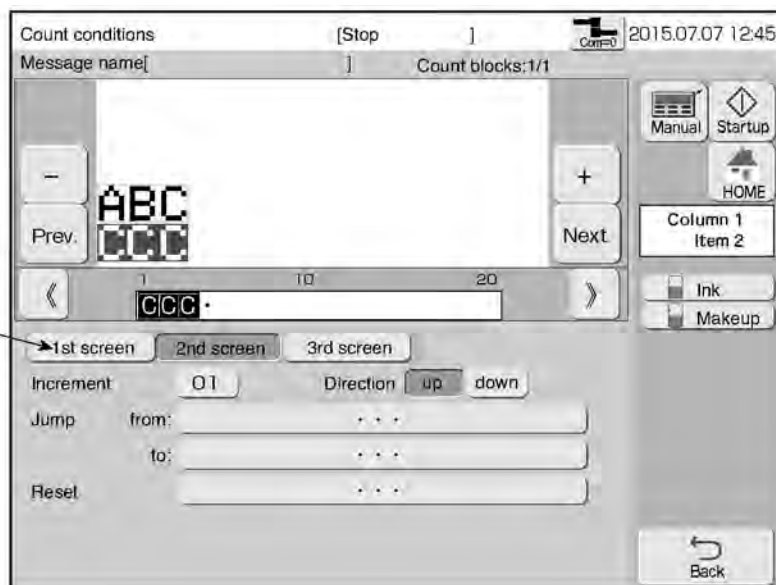 Count conditions [Stop ] Com=0 2015.07.07 12:45
Message name[ ] Count blocks:1/1
Manual Startup
HOME
- +
ABC
Prev. CCC Next
Column 1
Item 2
1 10 20
《 CCC · 》
Ink
Makeup
1st screen 2nd screen 3rd screen
Increment 01 Direction up down
Jump from: · · ·
to: · · ·
Reset · · ·
Back